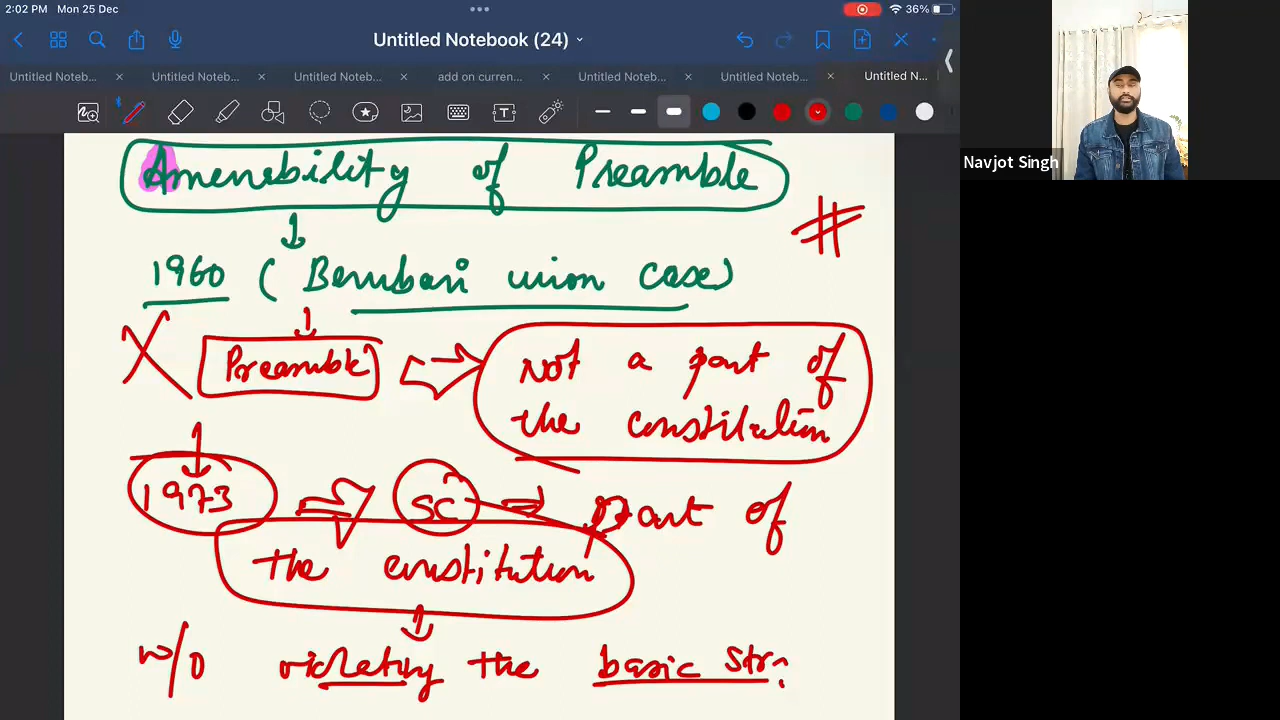 2:02 PM Mon 25 Dec
36%
Untitled Notebook (24)
Untitled Noteb...
Untitled Noteb...
Untitled Noteb...
add on curren...
Untitled Noteb...
Untitled Noteb...
Untitled N...
Navjot Singh
Amenability of Preamble
1960 (Berubari union case)
Preamble
Not a part of
the constitution
1973 SC part of
the constitution
w/o violating the basic Str